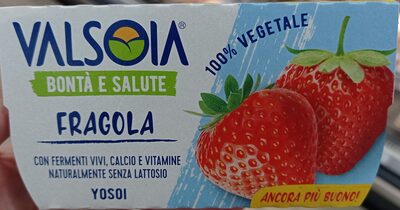 VALSOIA®
BONTÀ E SALUTE
100% VEGETALE
FRAGOLA
CON FERMENTI VIVI, CALCIO E VITAMINE
NATURALMENTE SENZA LATTOSIO
YOSOI
ANCORA PIÙ BUONO!